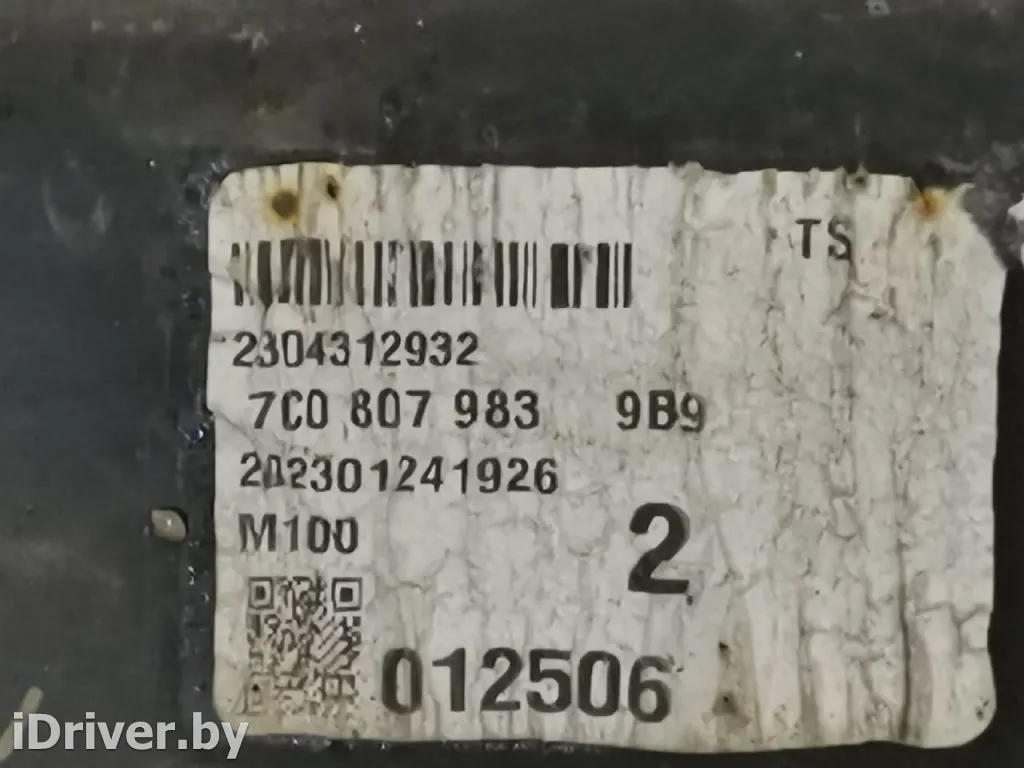 TS
2304312932
7C0 807 983 9B9
202301241926
M100
2
012506
iDriver.by